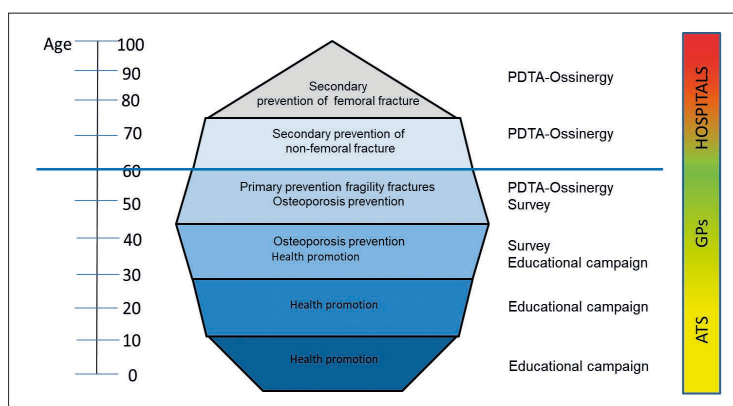 Age
100
90
80
70
60
50
40
30
20
10
0
Secondary
prevention of femoral fracture
Secondary prevention of
non-femoral fracture
Primary prevention fragility fractures
Osteoporosis prevention
Osteoporosis prevention
Health promotion
Health promotion
Health promotion
PDTA-Ossinergy
PDTA-Ossinergy
PDTA-Ossinergy
Survey
Survey
Educational campaign
Educational campaign
Educational campaign
HOSPITALS
GPs
ATS